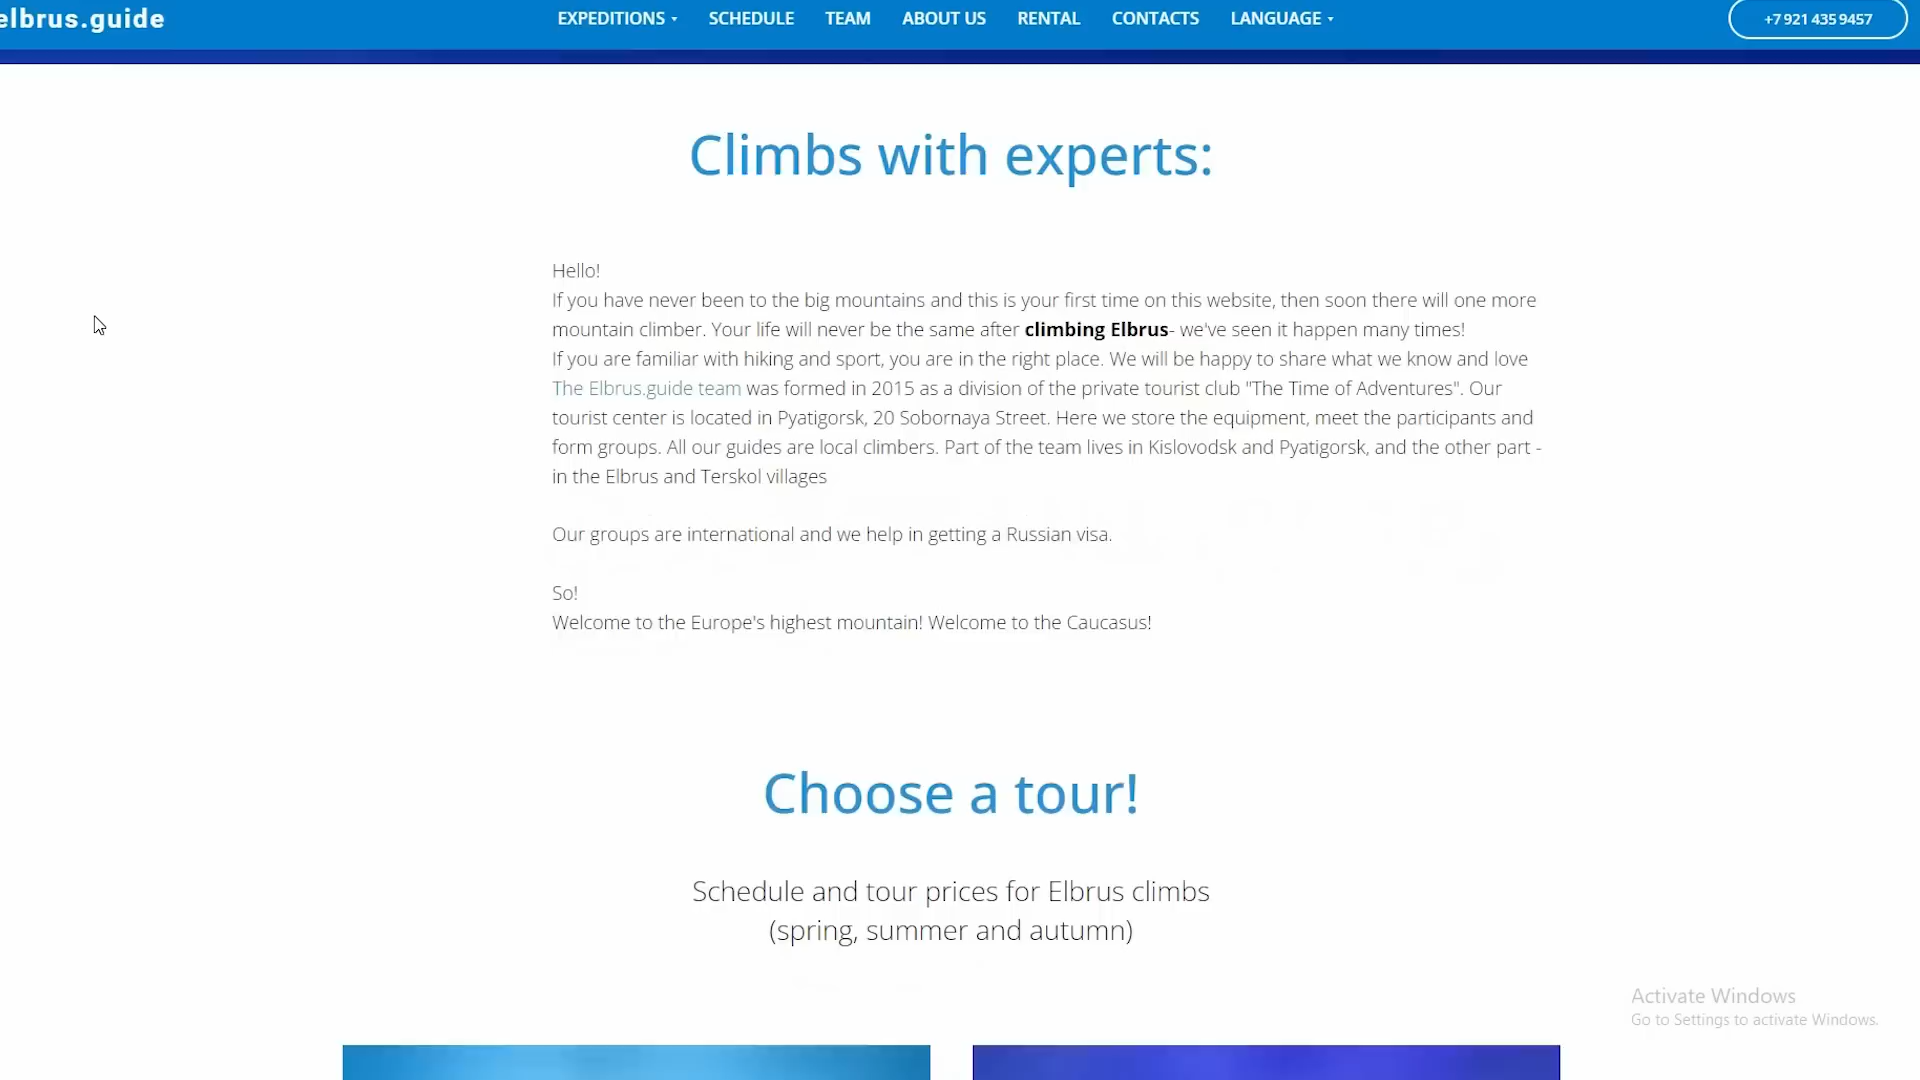 elbrus.guide
EXPEDITIONS SCHEDULE TEAM ABOUT US RENTAL CONTACTS LANGUAGE
+7 921 435 9457
Climbs with experts:
Hello!
If you have never been to the big mountains and this is your first time on this website, then soon there will one more
mountain climber. Your life will never be the same after climbing Elbrus- we've seen it happen many times!
If you are familiar with hiking and sport, you are in the right place. We will be happy to share what we know and love
The Elbrus.guide team was formed in 2015 as a division of the private tourist club "The Time of Adventures". Our
tourist center is located in Pyatigorsk, 20 Sobornaya Street. Here we store the equipment, meet the participants and
form groups. All our guides are local climbers. Part of the team lives in Kislovodsk and Pyatigorsk, and the other part -
in the Elbrus and Terskol villages
Our groups are international and we help in getting a Russian visa.
So!
Welcome to the Europe's highest mountain! Welcome to the Caucasus!
Choose a tour!
Schedule and tour prices for Elbrus climbs
(spring, summer and autumn)
Activate Windows
Go to Settings to activate Windows.